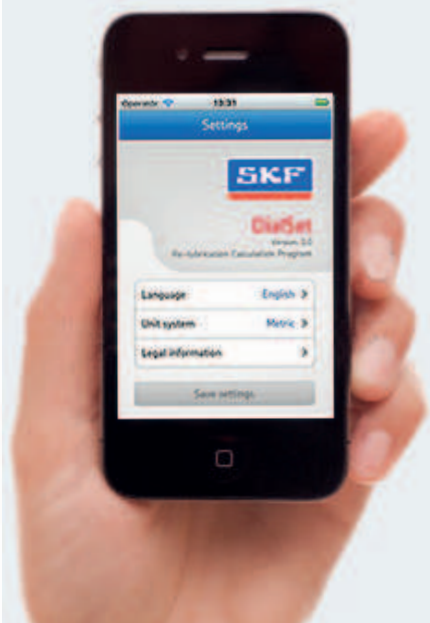 Operator 13:31
Settings
SKF
DialSet
Version 3.0
Re-lubrication Calculation Program
Language English >
Unit system Metric >
Legal information >
Save settings